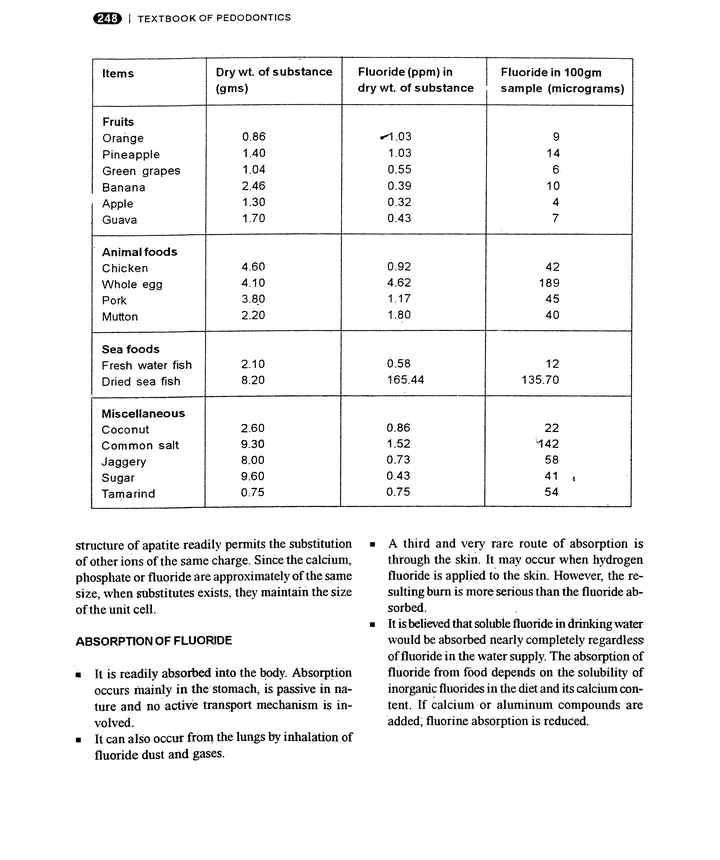 248 | TEXTBOOK OF PEDODONTICS
Items Dry wt. of substance Fluoride (ppm) in Fluoride in 100gm
(gms) dry wt. of substance sample (micrograms)
Fruits
Orange 0.86 1.03 9
Pineapple 1.40 1.03 14
Green grapes 1.04 0.55 6
Banana 2.46 0.39 10
Apple 1.30 0.32 4
Guava 1.70 0.43 7
Animal foods
Chicken 4.60 0.92 42
Whole egg 4.10 4.62 189
Pork 3.80 1.17 45
Mutton 2.20 1.80 40
Sea foods
Fresh water fish 2.10 0.58 12
Dried sea fish 8.20 165.44 135.70
Miscellaneous
Coconut 2.60 0.86 22
Common salt 9.30 1.52 142
Jaggery 8.00 0.73 58
Sugar 9.60 0.43 41
Tamarind 0.75 0.75 54
structure of apatite readily permits the substitution
of other ions of the same charge. Since the calcium,
phosphate or fluoride are approximately of the same
size, when substitutes exists, they maintain the size
of the unit cell.
ABSORPTION OF FLUORIDE
■ It is readily absorbed into the body. Absorption
occurs mainly in the stomach, is passive in na-
ture and no active transport mechanism is in-
volved.
■ It can also occur from the lungs by inhalation of
fluoride dust and gases.
■ A third and very rare route of absorption is
through the skin. It may occur when hydrogen
fluoride is applied to the skin. However, the re-
sulting burn is more serious than the fluoride ab-
sorbed.
■ It is believed that soluble fluoride in drinking water
would be absorbed nearly completely regardless
of fluoride in the water supply. The absorption of
fluoride from food depends on the solubility of
inorganic fluorides in the diet and its calcium con-
tent. If calcium or aluminum compounds are
added, fluorine absorption is reduced.